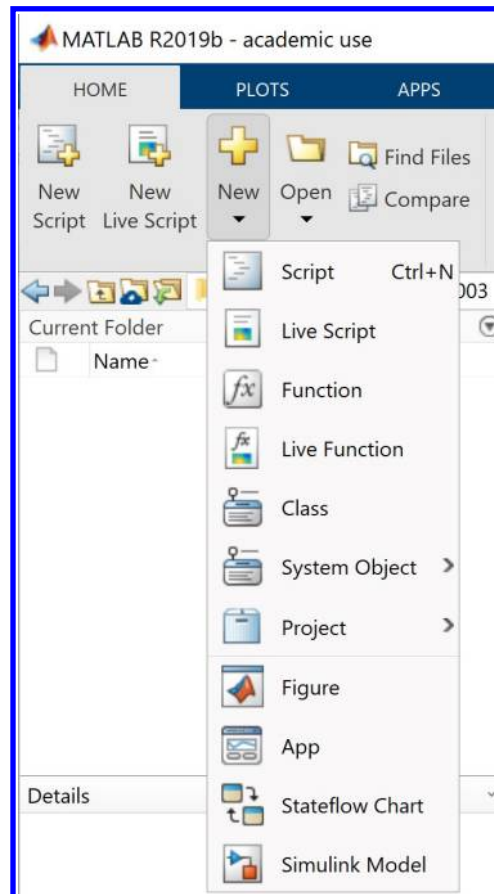 MATLAB R2019b - academic use
HOME PLOTS APPS
New Script
New Live Script
New
Open
Find Files
Compare
003
Current Folder
Name
Script Ctrl+N
Live Script
fx Function
fx Live Function
Class
System Object
Project
Figure
App
Stateflow Chart
Simulink Model
Details